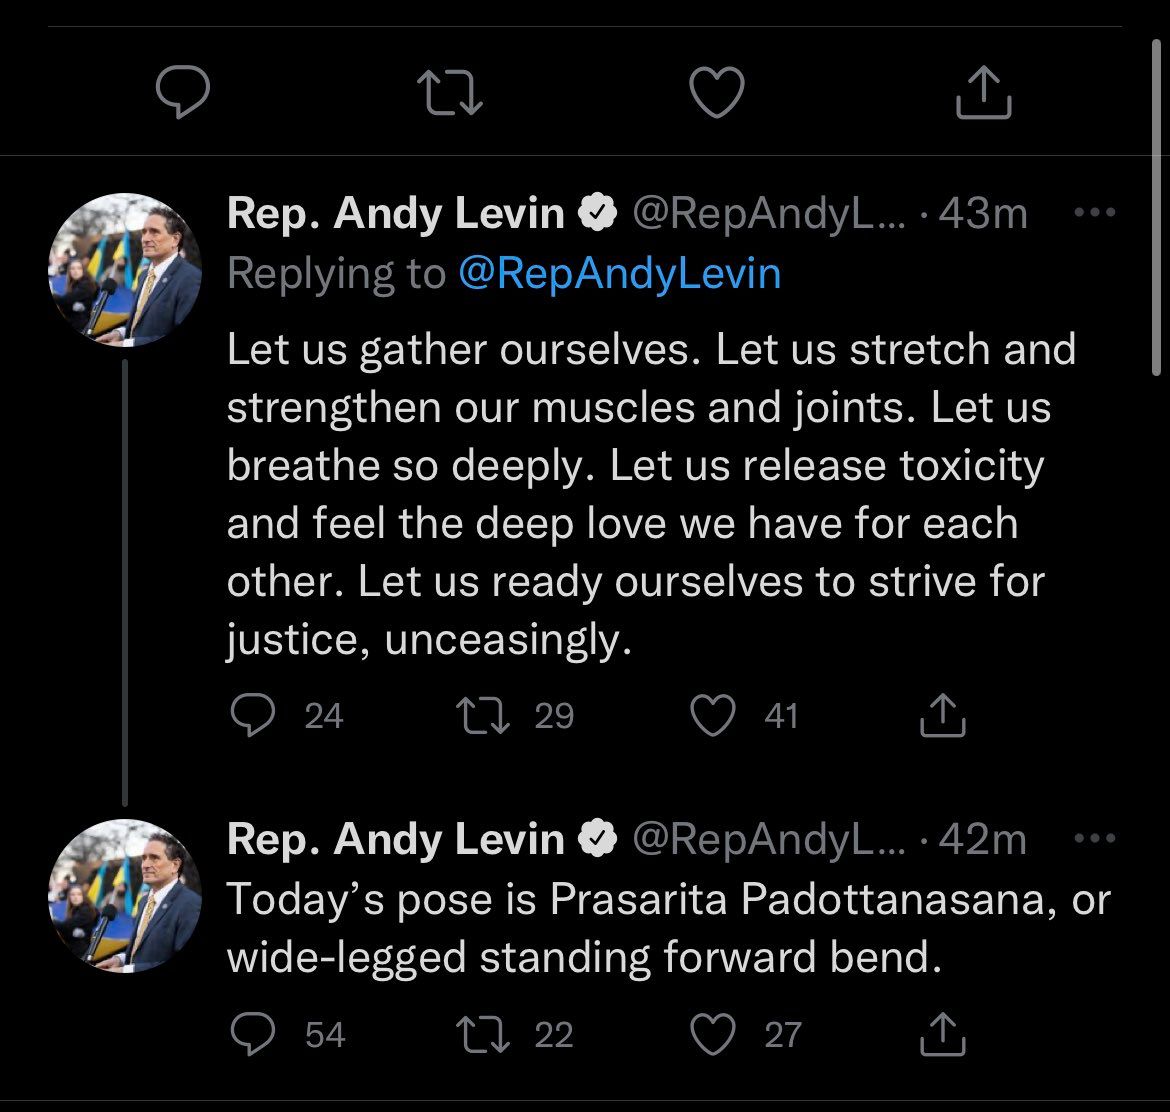 Rep. Andy Levin @RepAndyL... · 43m
Replying to @RepAndyLevin
Let us gather ourselves. Let us stretch and
strengthen our muscles and joints. Let us
breathe so deeply. Let us release toxicity
and feel the deep love we have for each
other. Let us ready ourselves to strive for
justice, unceasingly.
24 29 41
Rep. Andy Levin @RepAndyL... · 42m
Today’s pose is Prasarita Padottanasana, or
wide-legged standing forward bend.
54 22 27